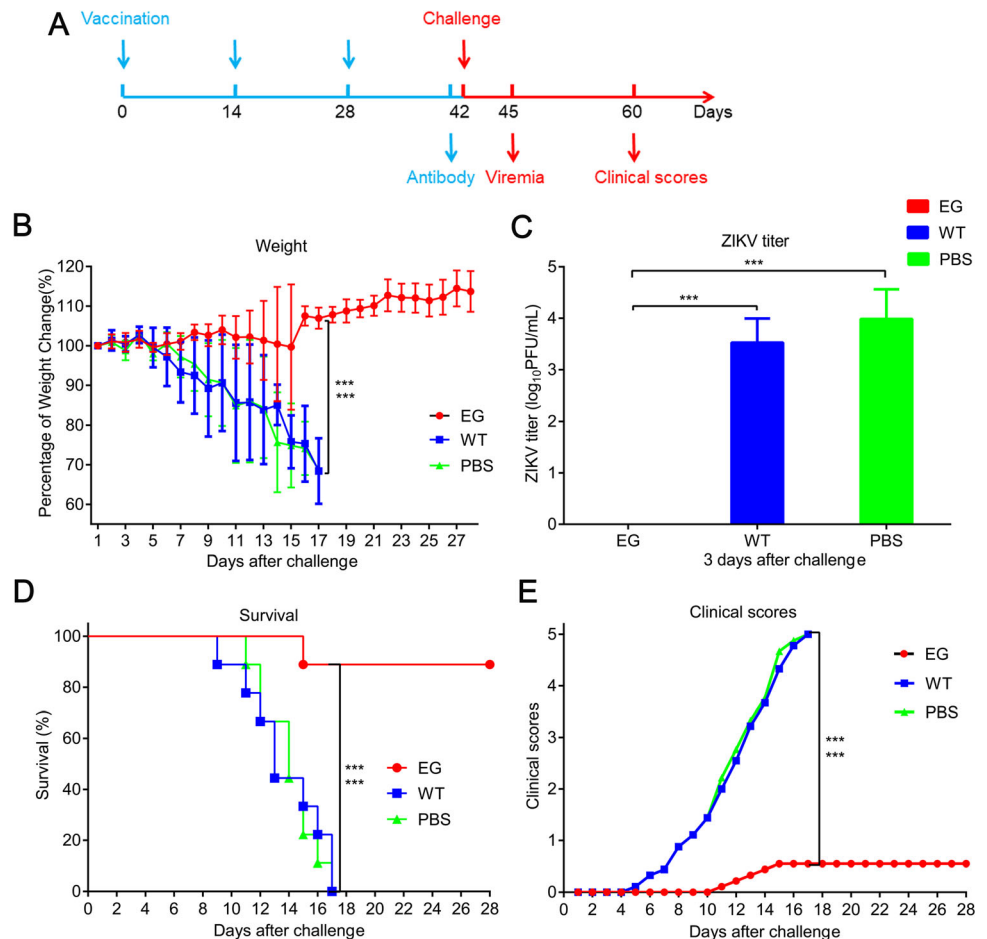 A
Vaccination
Challenge
0 14 28 42 45 60 Days
Antibody Viremia Clinical scores
B
Weight
Percentage of Weight Change(%)
120
110
100
90
80
70
60
1 3 5 7 9 11 13 15 17 19 21 23 25 27
Days after challenge
***
***
EG
WT
PBS
C
EG
WT
PBS
ZIKV titer
ZIKV titer (log10PFU/mL)
5
4
3
2
1
0
***
***
EG WT PBS
3 days after challenge
D
Survival
Survival (%)
100
80
60
40
20
0
0 2 4 6 8 10 12 14 16 18 20 22 24 26 28
Days after challenge
***
***
EG
WT
PBS
E
Clinical scores
Clinical scores
5
4
3
2
1
0
0 2 4 6 8 10 12 14 16 18 20 22 24 26 28
Days after challenge
***
***
EG
WT
PBS